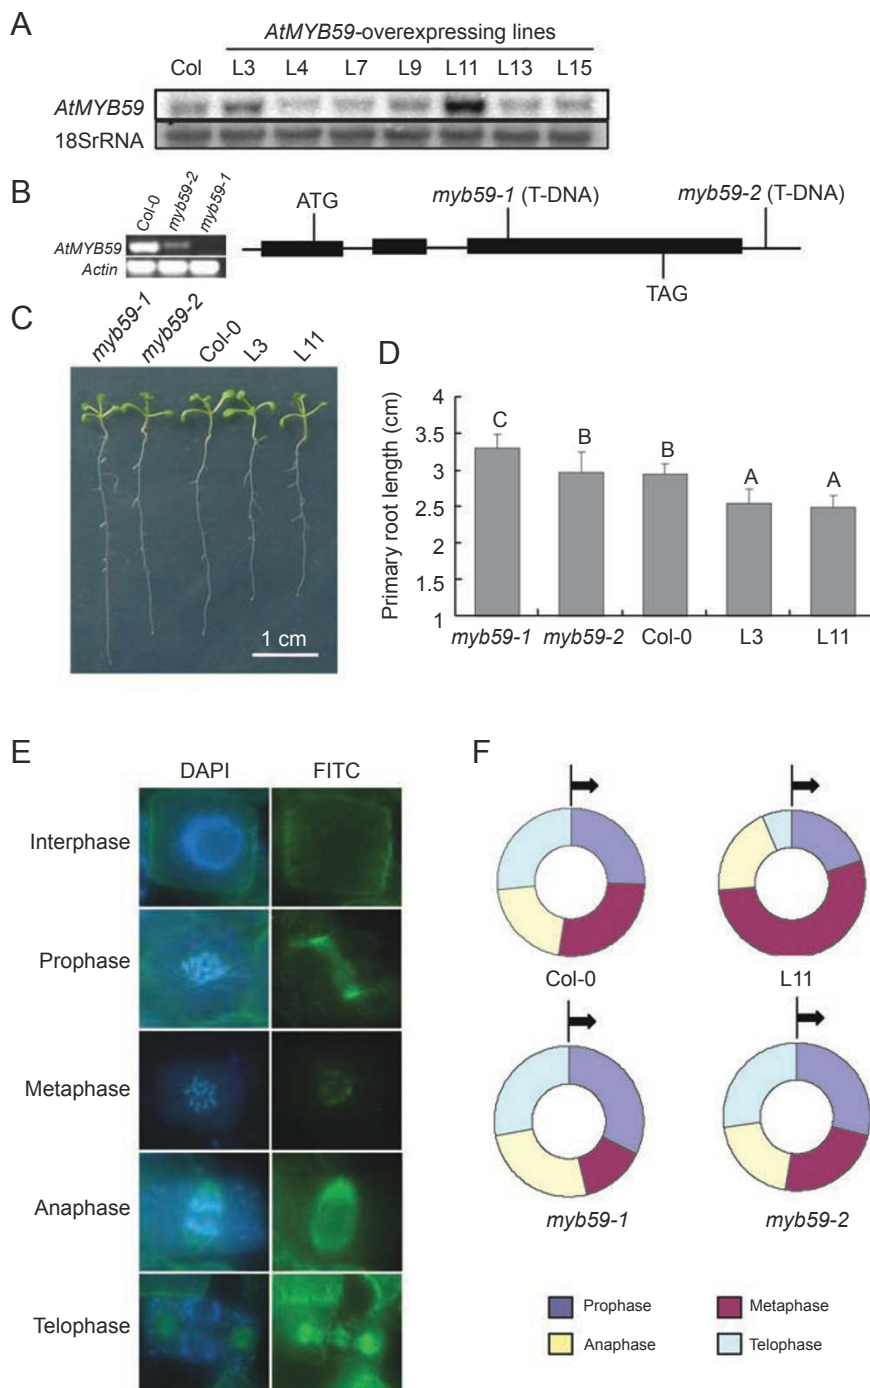 A
AtMYB59-overexpressing lines
Col L3 L4 L7 L9 L11 L13 L15
AtMYB59
18SrRNA
B
Col-0 myb59-2 myb59-1
AtMYB59
Actin
ATG
myb59-1 (T-DNA)
myb59-2 (T-DNA)
TAG
C
myb59-1 myb59-2 Col-0 L3 L11
1 cm
D
Primary root length (cm)
4
3.5
3
2.5
2
1.5
1
C B B A A
myb59-1 myb59-2 Col-0 L3 L11
E
DAPI FITC
Interphase
Prophase
Metaphase
Anaphase
Telophase
F
Col-0 L11
myb59-1 myb59-2
Prophase Metaphase
Anaphase Telophase